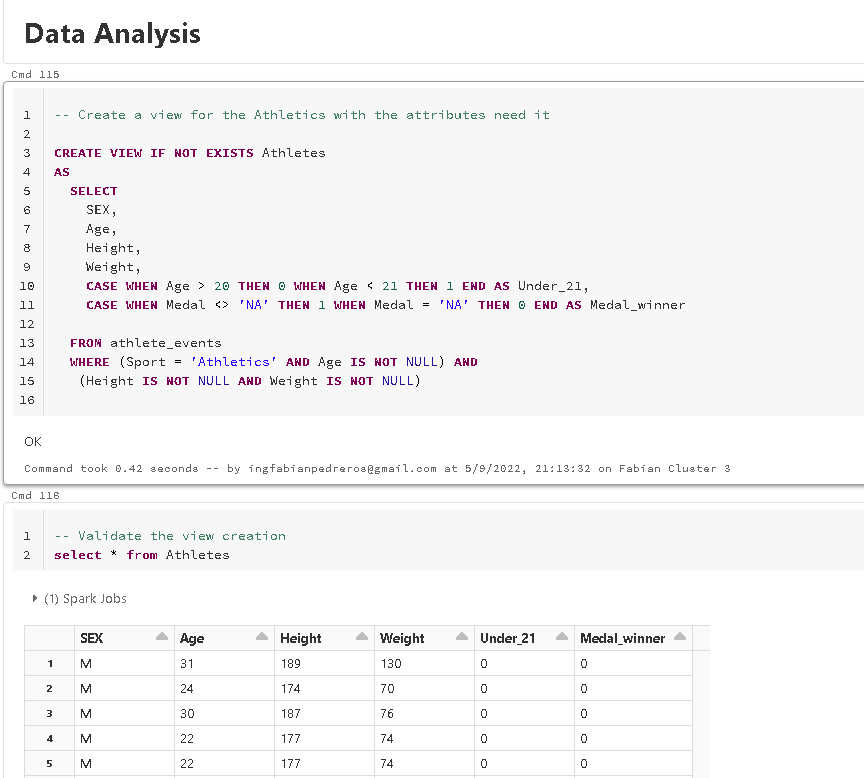 Data Analysis
Cmd 115
1 -- Create a view for the Athletics with the attributes need it
2
3 CREATE VIEW IF NOT EXISTS Athletes
4 AS
5 SELECT
6 SEX,
7 Age,
8 Height,
9 Weight,
10 CASE WHEN Age > 20 THEN 0 WHEN Age < 21 THEN 1 END AS Under_21,
11 CASE WHEN Medal <> 'NA' THEN 1 WHEN Medal = 'NA' THEN 0 END AS Medal_winner
12
13 FROM athlete_events
14 WHERE (Sport = 'Athletics' AND Age IS NOT NULL) AND
15 (Height IS NOT NULL AND Weight IS NOT NULL)
16
OK
Command took 0.42 seconds -- by ingfabianpedreros@gmail.com at 5/9/2022, 21:13:32 on Fabian Cluster 3
Cmd 116
1 -- Validate the view creation
2 select * from Athletes
(1) Spark Jobs
SEX Age Height Weight Under_21 Medal_winner
1 M 31 189 130 0 0
2 M 24 174 70 0 0
3 M 30 187 76 0 0
4 M 22 177 74 0 0
5 M 22 177 74 0 0